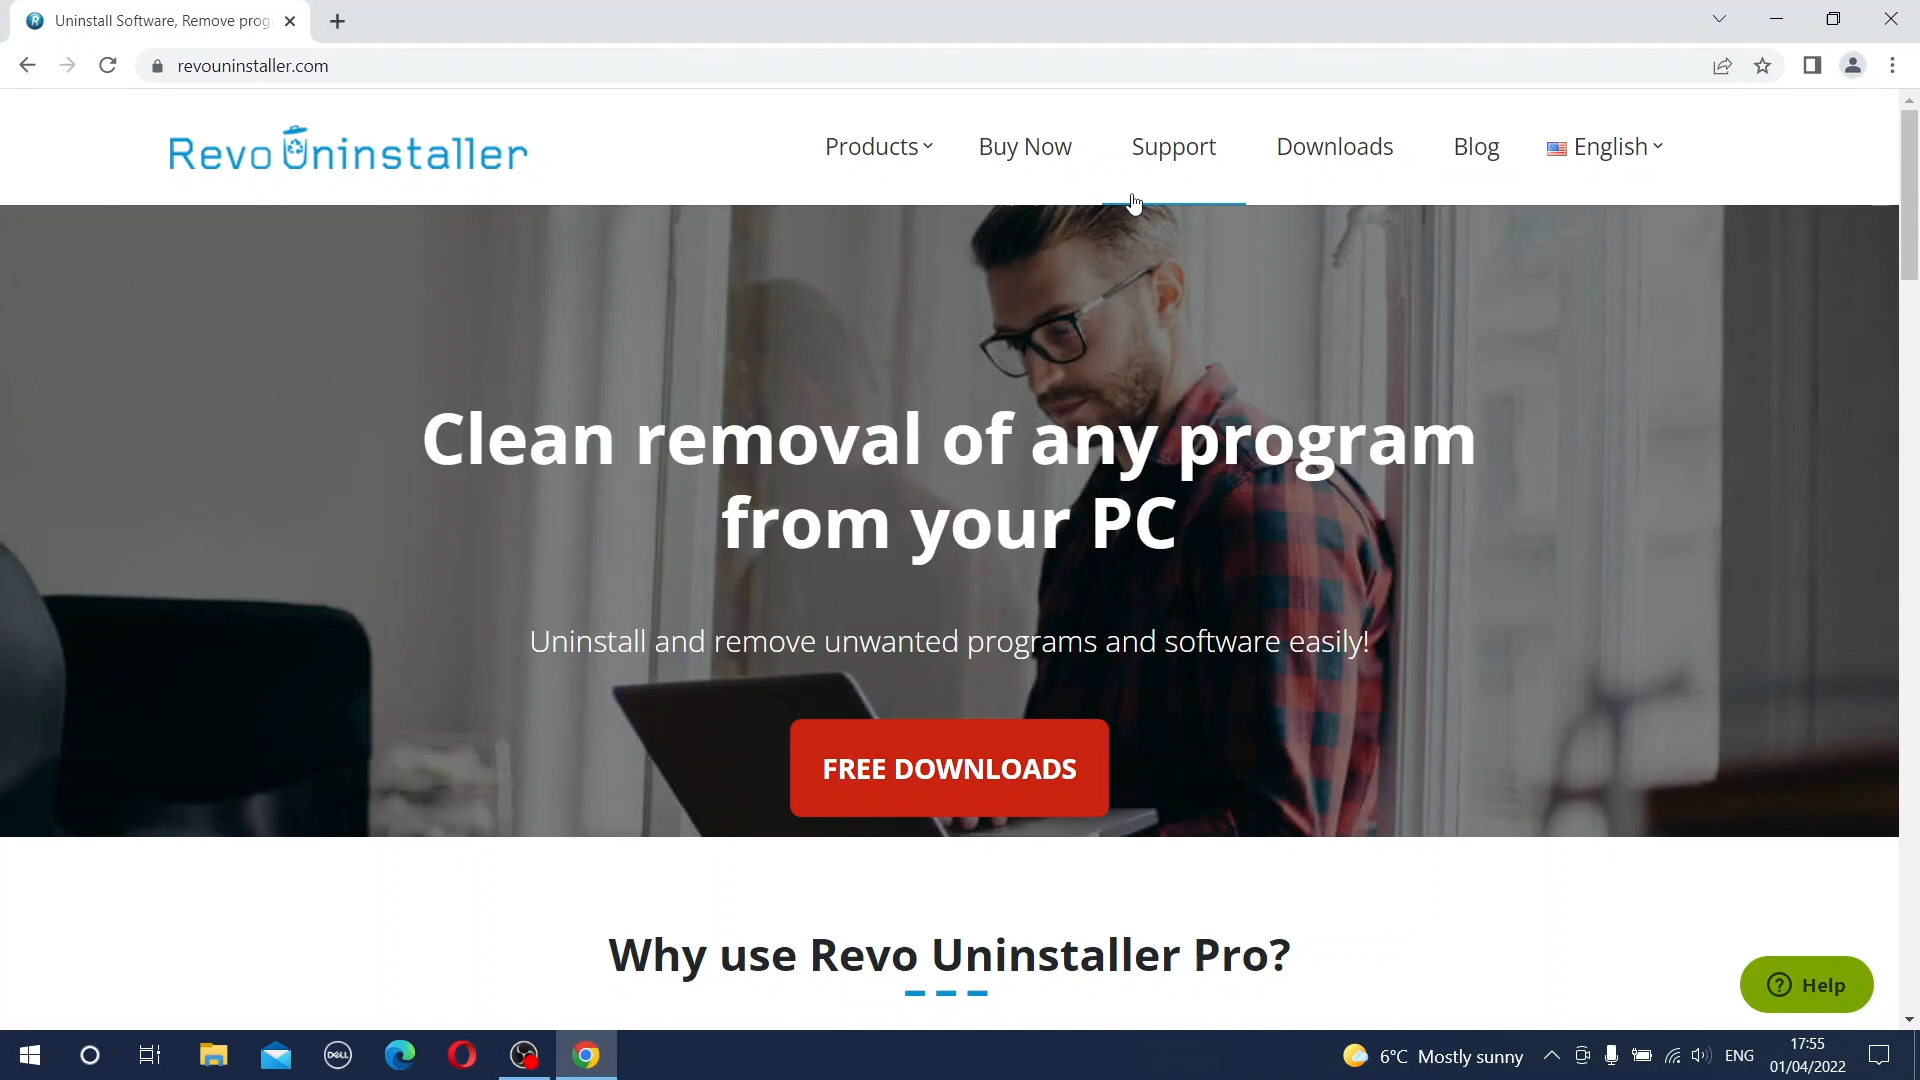 Uninstall Software, Remove prog
revouninstaller.com
Revo Uninstaller
Products
Buy Now
Support
Downloads
Blog
English
Clean removal of any program
from your PC
Uninstall and remove unwanted programs and software easily!
FREE DOWNLOADS
Why use Revo Uninstaller Pro?
Help
DELL
6°C Mostly sunny
ENG
17:55
01/04/2022